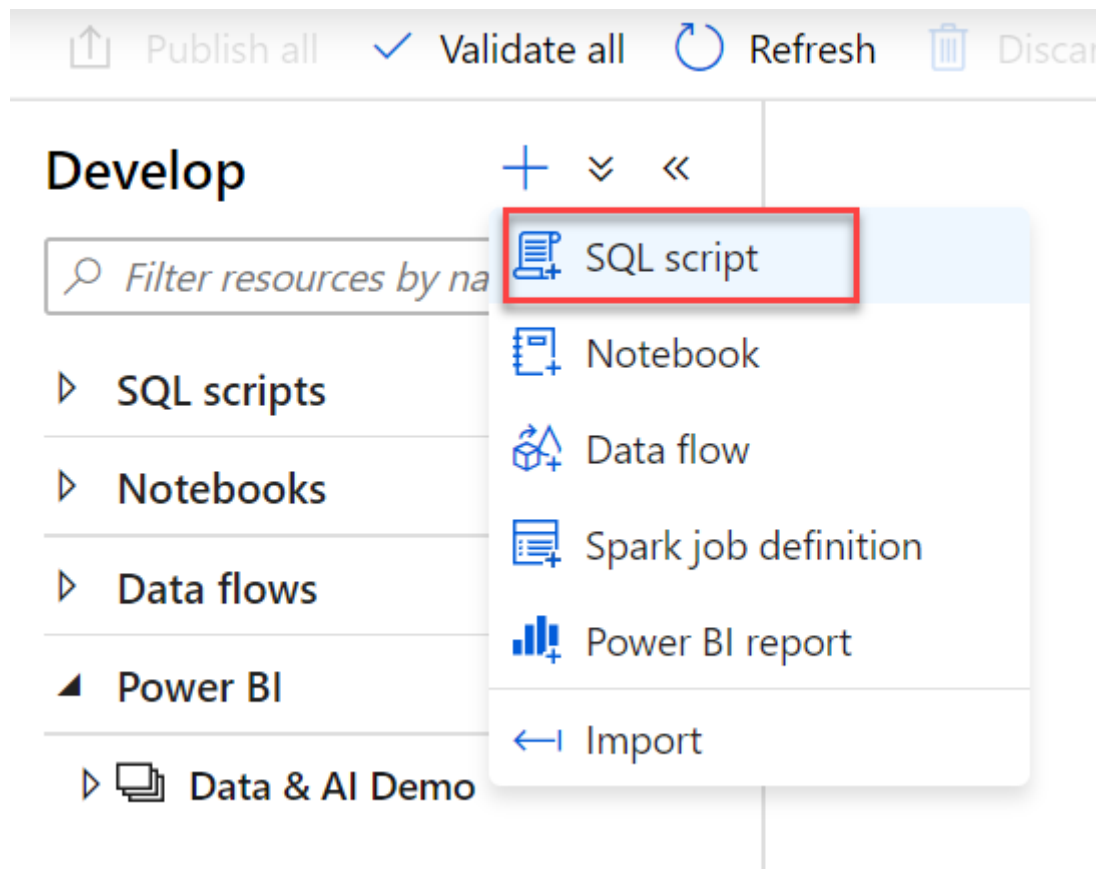 Publish all Validate all Refresh
Develop
Filter resources by na
SQL script
Notebook
Data flow
Spark job definition
Power BI report
Import
SQL scripts
Notebooks
Data flows
Power BI
Data & AI Demo